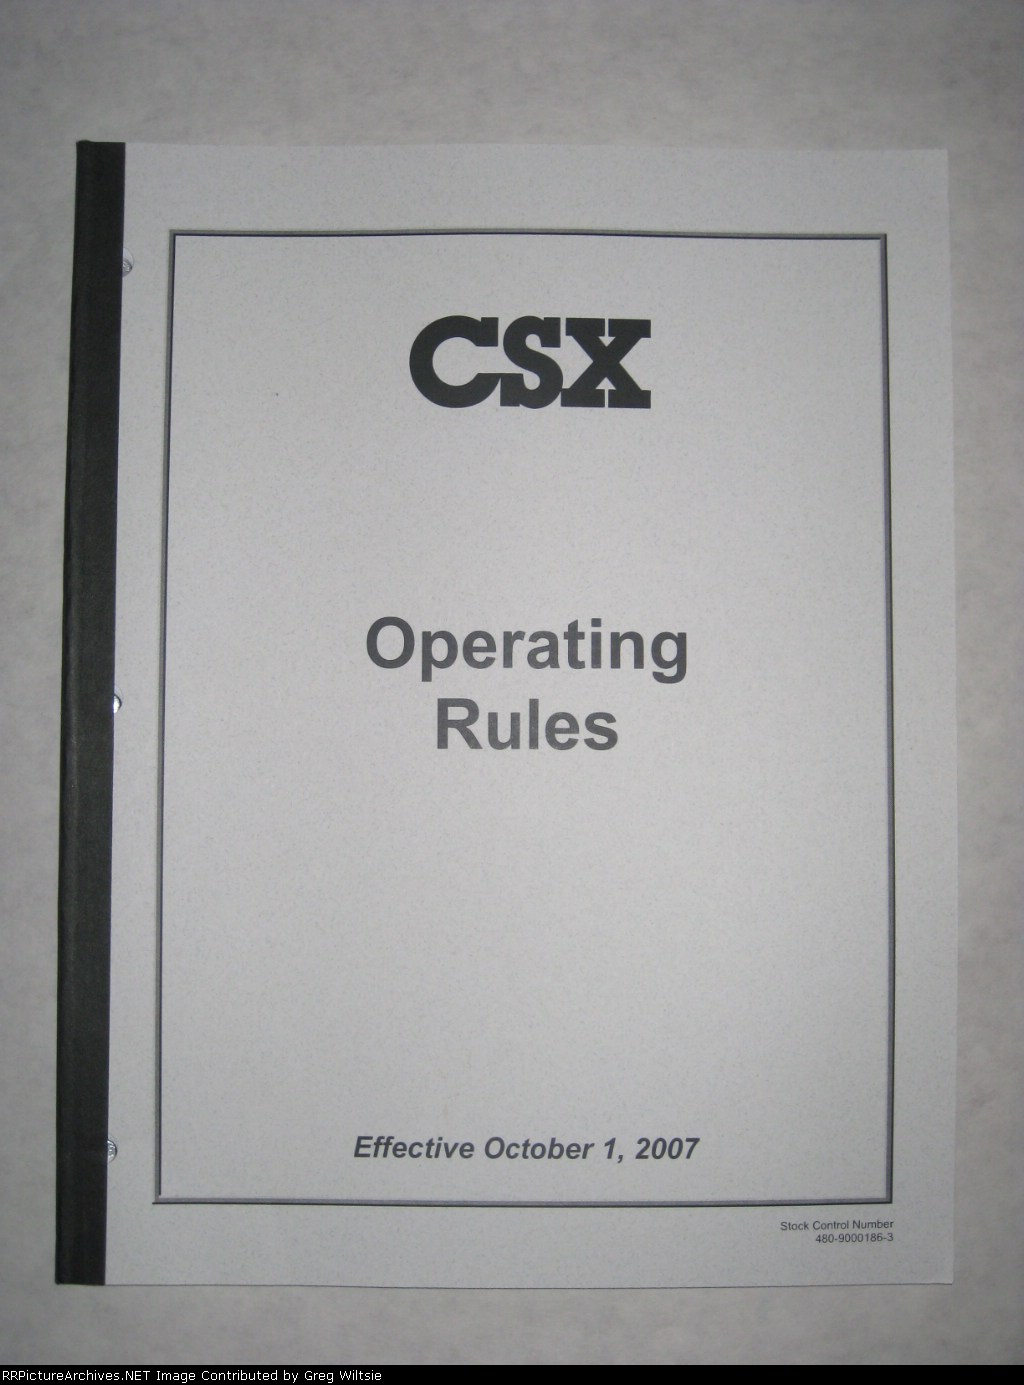 CSX
Operating
Rules
Effective October 1, 2007
Stock Control Number
480-9000186-3
RRPictureArchives.NET Image Contributed by Greg Wiltsie